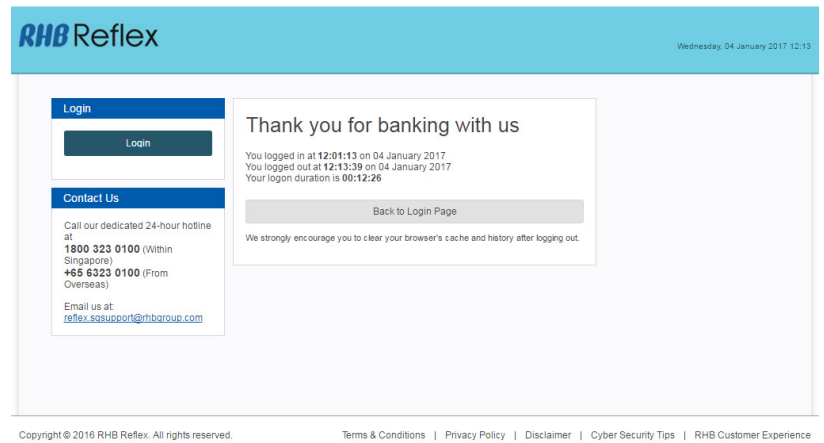 RHB Reflex
Wednesday, 04 January 2017 12:13
Login
Login
Contact Us
Call our dedicated 24-hour hotline
at
1800 323 0100 (Within
Singapore)
+65 6323 0100 (From
Overseas)
Email us at:
reflex.sgsupport@rhbgroup.com
Thank you for banking with us
You logged in at 12:01:13 on 04 January 2017
You logged out at 12:13:39 on 04 January 2017
Your logon duration is 00:12:26
Back to Login Page
We strongly encourage you to clear your browser's cache and history after logging out.
Copyright © 2016 RHB Reflex. All rights reserved.
Terms & Conditions | Privacy Policy | Disclaimer | Cyber Security Tips | RHB Customer Experience